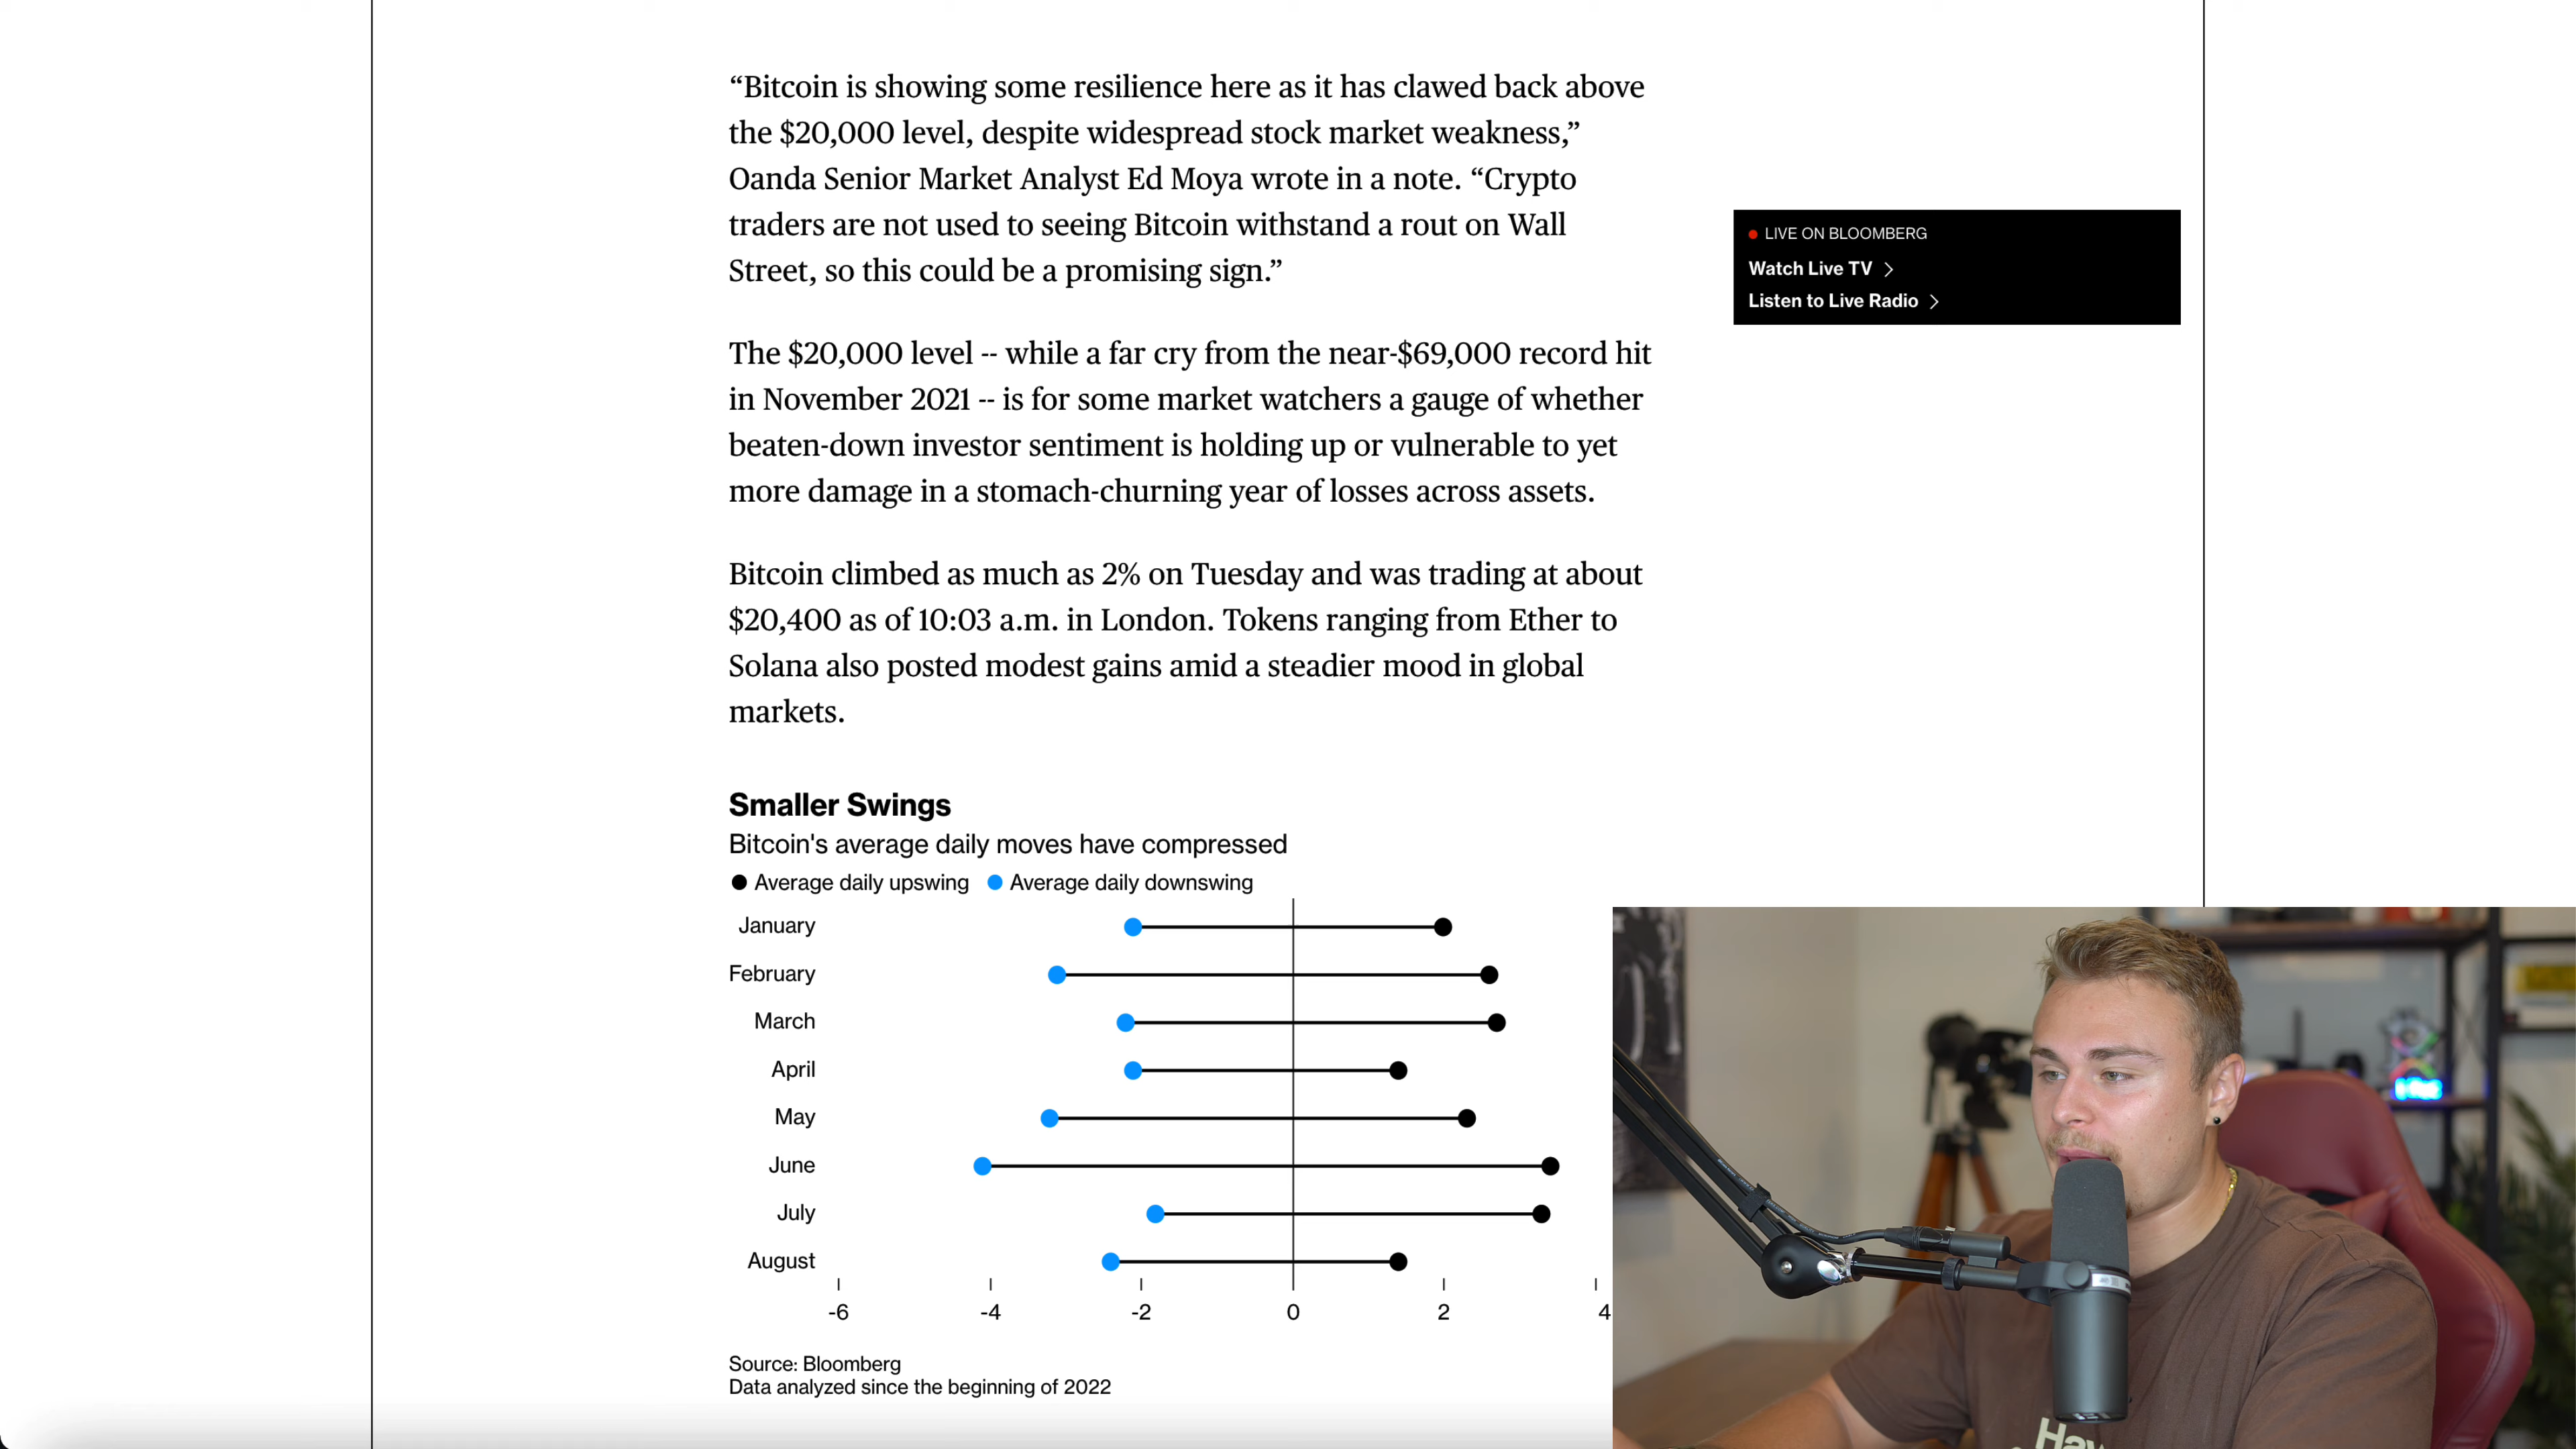 “Bitcoin is showing some resilience here as it has clawed back above
the $20,000 level, despite widespread stock market weakness,”
Oanda Senior Market Analyst Ed Moya wrote in a note. “Crypto
traders are not used to seeing Bitcoin withstand a rout on Wall
Street, so this could be a promising sign.”
The $20,000 level -- while a far cry from the near-$69,000 record hit
in November 2021 -- is for some market watchers a gauge of whether
beaten-down investor sentiment is holding up or vulnerable to yet
more damage in a stomach-churning year of losses across assets.
Bitcoin climbed as much as 2% on Tuesday and was trading at about
$20,400 as of 10:03 a.m. in London. Tokens ranging from Ether to
Solana also posted modest gains amid a steadier mood in global
markets.
LIVE ON BLOOMBERG
Watch Live TV
Listen to Live Radio
Smaller Swings
Bitcoin's average daily moves have compressed
Average daily upswing Average daily downswing
January
February
March
April
May
June
July
August
-6 -4 -2 0 2 4
Source: Bloomberg
Data analyzed since the beginning of 2022